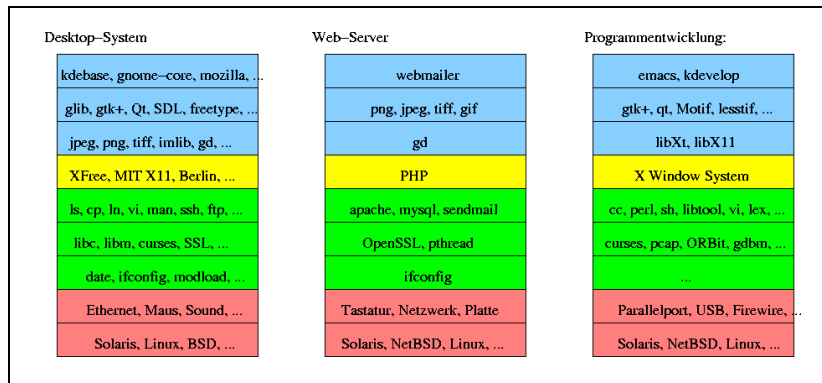 Desktop-System
kdebase, gnome-core, mozilla, ...
glib, gtk+, Qt, SDL, freetype, ...
jpeg, png, tiff, imlib, gd, ...
XFree, MIT X11, Berlin, ...
ls, cp, ln, vi, man, ssh, ftp, ...
libc, libm, curses, SSL, ...
date, ifconfig, modload, ...
Ethernet, Maus, Sound, ...
Solaris, Linux, BSD, ...
Web-Server
webmailer
png, jpeg, tiff, gif
gd
PHP
apache, mysql, sendmail
OpenSSL, pthread
ifconfig
Tastatur, Netzwerk, Platte
Solaris, NetBSD, Linux, ...
Programmentwicklung:
emacs, kdevelop
gtk+, qt, Motif, lesstif, ...
libXt, libX11
X Window System
cc, perl, sh, libtool, vi, lex, ...
curses, pcap, ORBit, gdbm, ...
...
Parallelport, USB, Firewire, ...
Solaris, NetBSD, Linux, ...